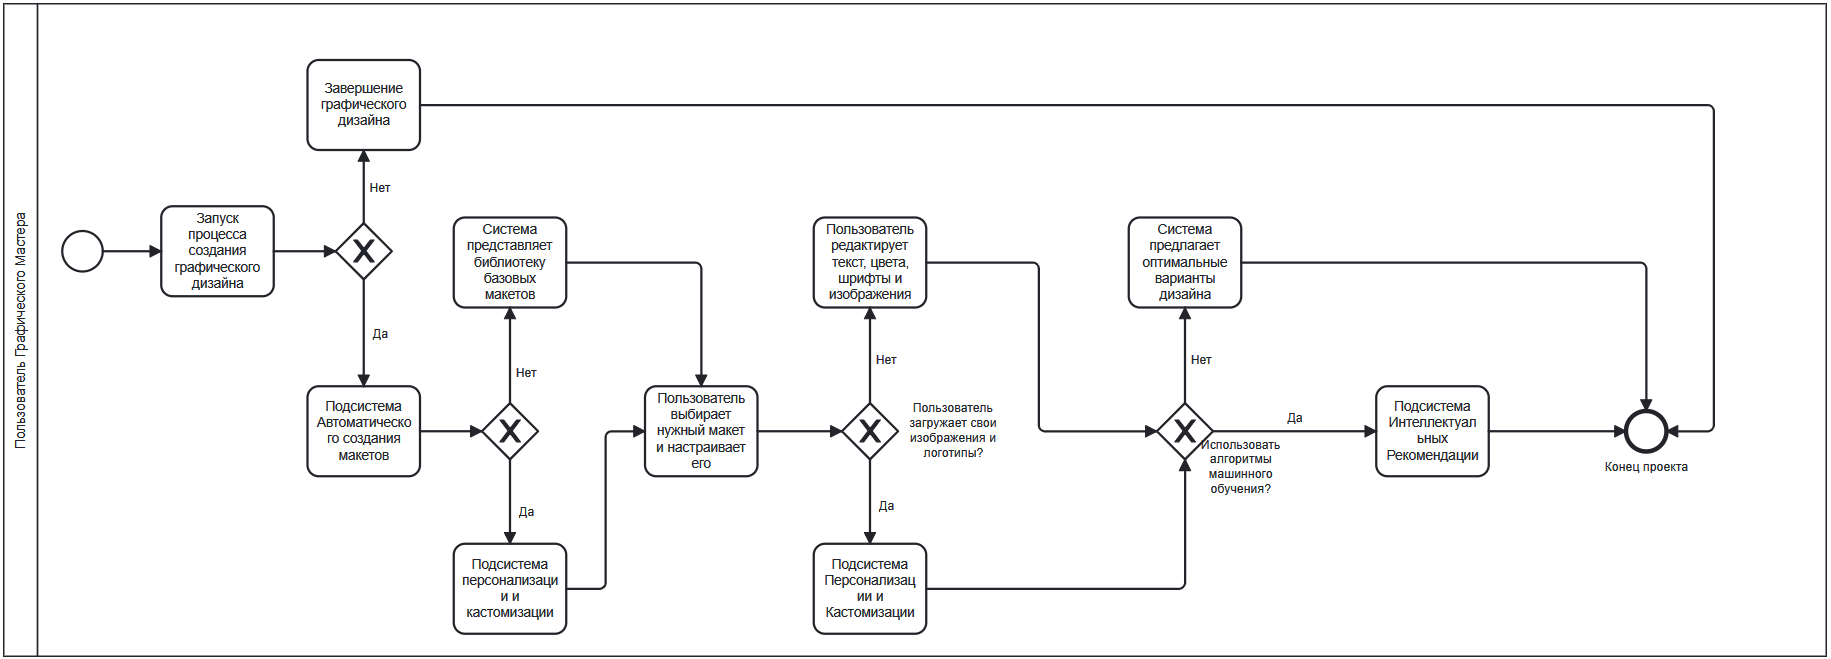 Пользователь Графического Мастера
Завершение
графического
дизайна
Нет
Запуск
процесса
создания
графического
дизайна
Да
Подсистема
Автоматическо
го создания
макетов
Система
представляет
библиотеку
базовых
макетов
Нет
Да
Подсистема
персонализаци
и и
кастомизации
Пользователь
выбирает
нужный макет
и настраивает
его
Пользователь
редактирует
текст, цвета,
шрифты и
изображения
Нет
Пользователь
загружает свои
изображения и
логотипы?
Да
Подсистема
Персонализац
ии и
Кастомизации
Система
предлагает
оптимальные
варианты
дизайна
Нет
Да
Использовать
алгоритмы
машинного
обучения?
Подсистема
Интеллектуал
ьных
Рекомендации
Конец проекта